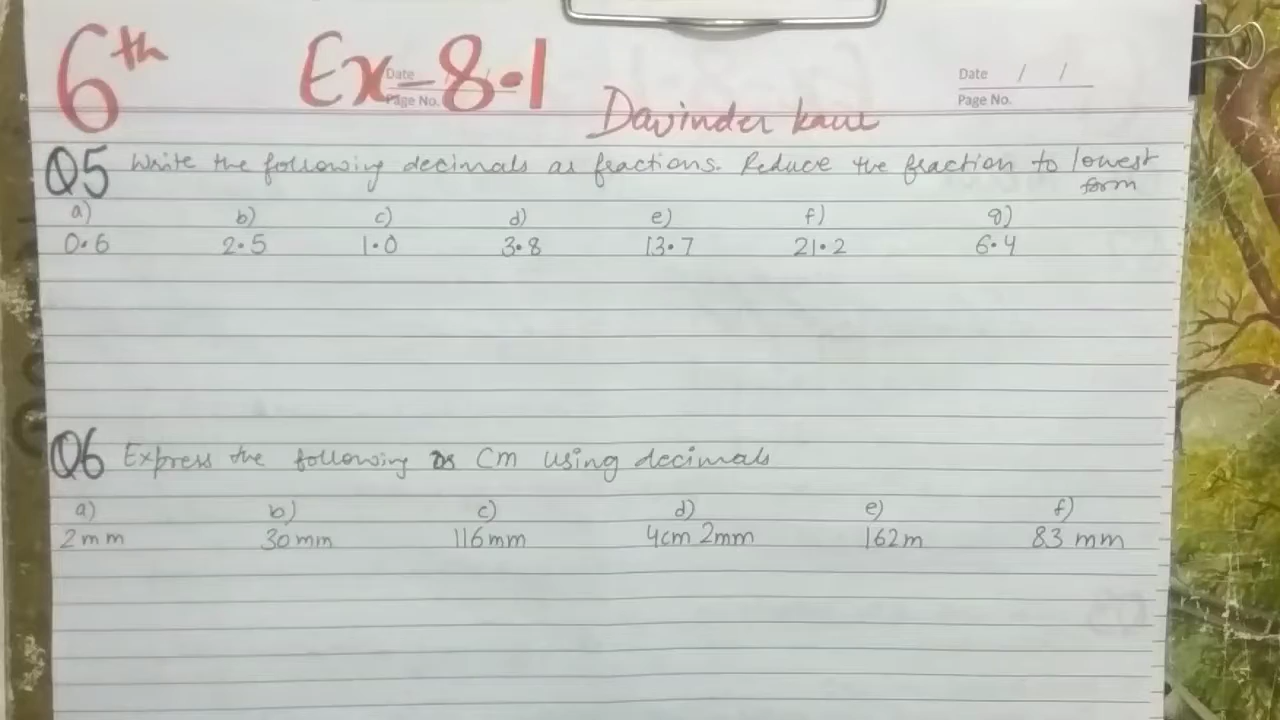 6th Ex-8.1
Date
Page No.
Date / /
Page No.
Davinder kaur
Q5 Write the following decimals as fractions. Reduce the fraction to lowest
form
a) b) c) d) e) f) g)
0.6 2.5 1.0 3.8 13.7 21.2 6.4
Q6 Express the following as cm using decimals
a) b) c) d) e) f)
2mm 30mm 116mm 4cm 2mm 162m 83 mm